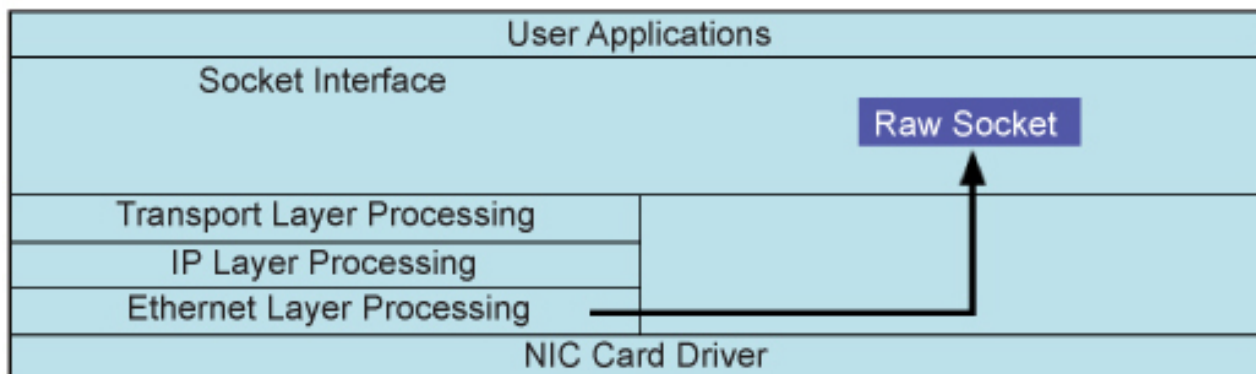 User Applications
Socket Interface
Raw Socket
Transport Layer Processing
IP Layer Processing
Ethernet Layer Processing
NIC Card Driver